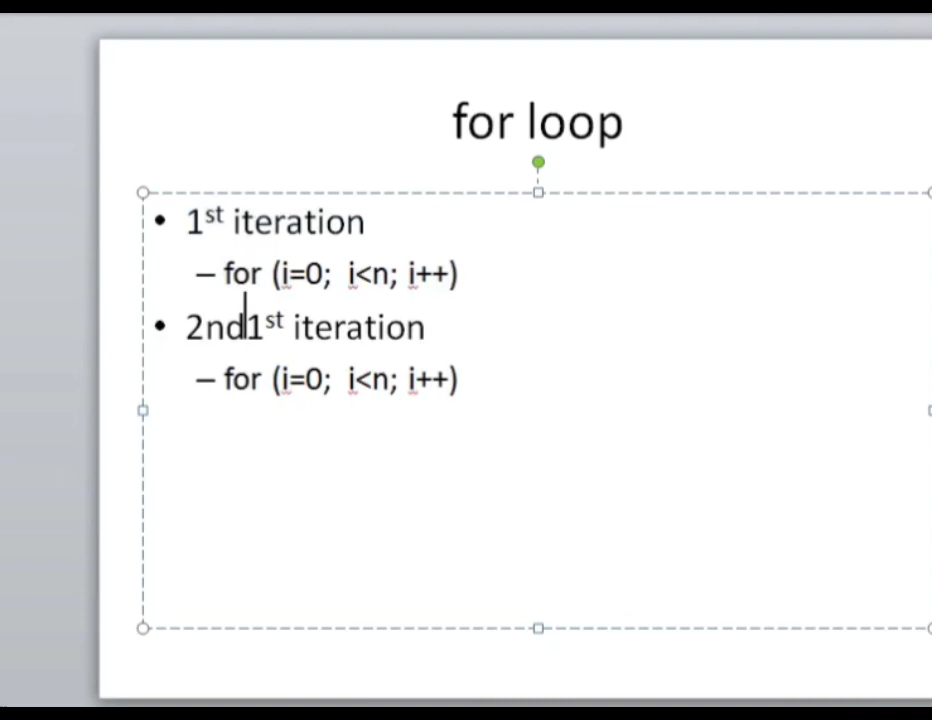 for loop
• 1st iteration
– for (i=0; i<n; i++)
• 2nd1st iteration
– for (i=0; i<n; i++)